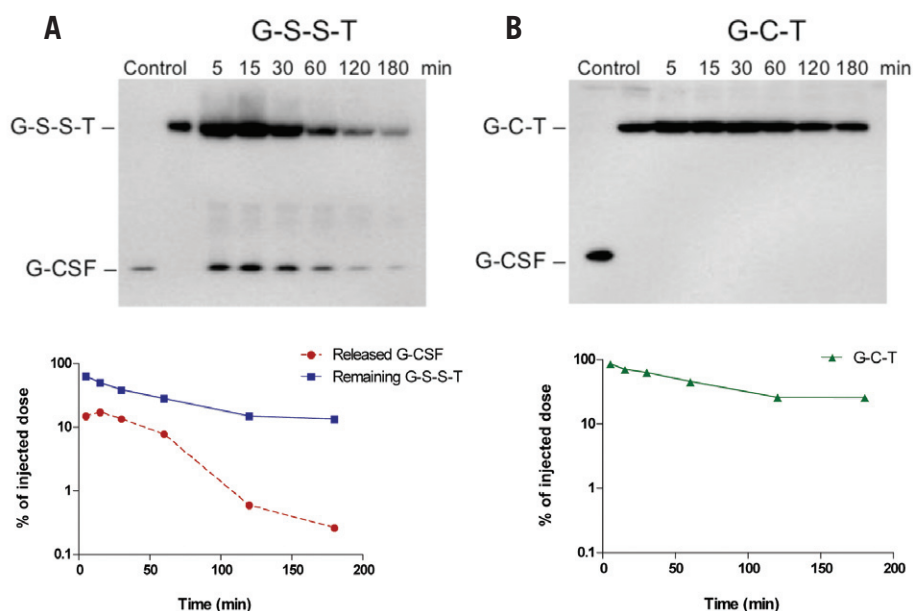 A
G-S-S-T
Control 5 15 30 60 120 180 min
G-S-S-T –
G-CSF –
Released G-CSF
Remaining G-S-S-T
% of injected dose
100
10
1
0.1
0 50 100 150 200
Time (min)
B
G-C-T
Control 5 15 30 60 120 180 min
G-C-T –
G-CSF –
G-C-T
% of injected dose
100
10
1
0.1
0 50 100 150 200
Time (min)